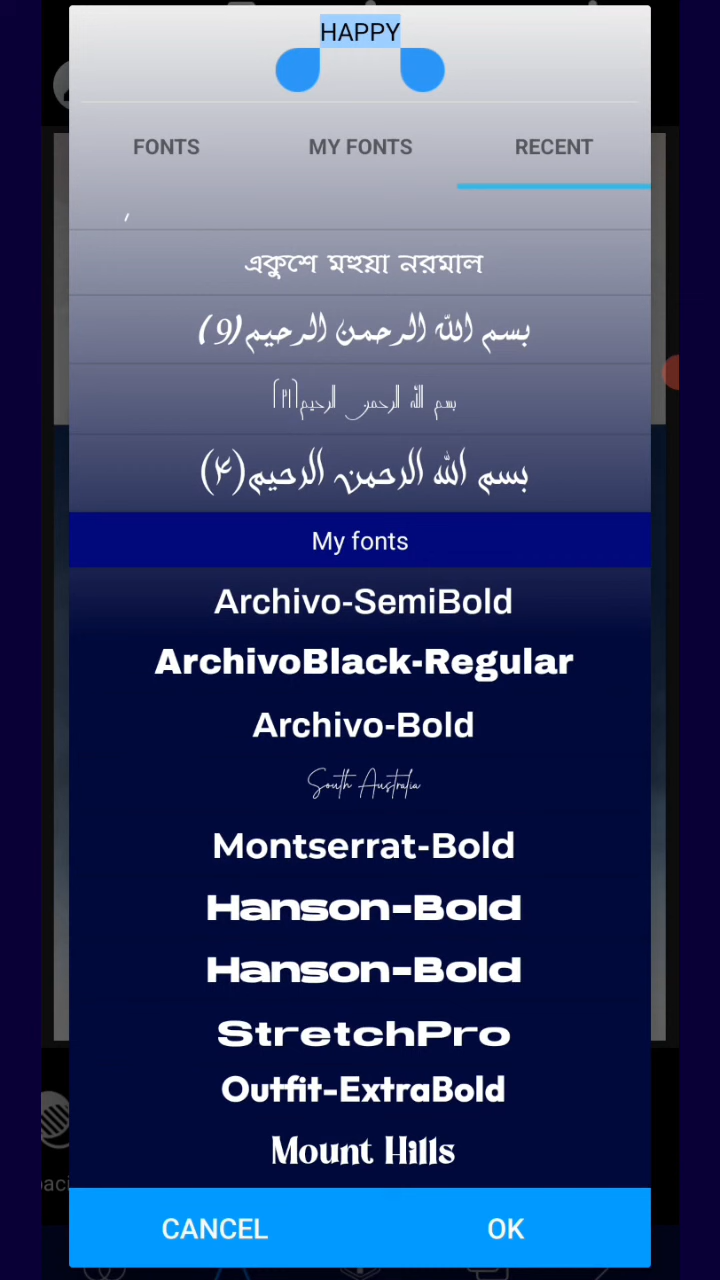 HAPPY
FONTS MY FONTS RECENT
একুশে মহুয়া নরমাল
بسم الله الرحمن الرحيم(9)
بسم الله الرحمن الرحيم(۲۱)
بسم الله الرحمن الرحيم(۴)
My fonts
Archivo-SemiBold
ArchivoBlack-Regular
Archivo-Bold
South Australia
Montserrat-Bold
Hanson-Bold
Hanson-Bold
StretchPro
Outfit-ExtraBold
Mount Hills
paci
CANCEL OK